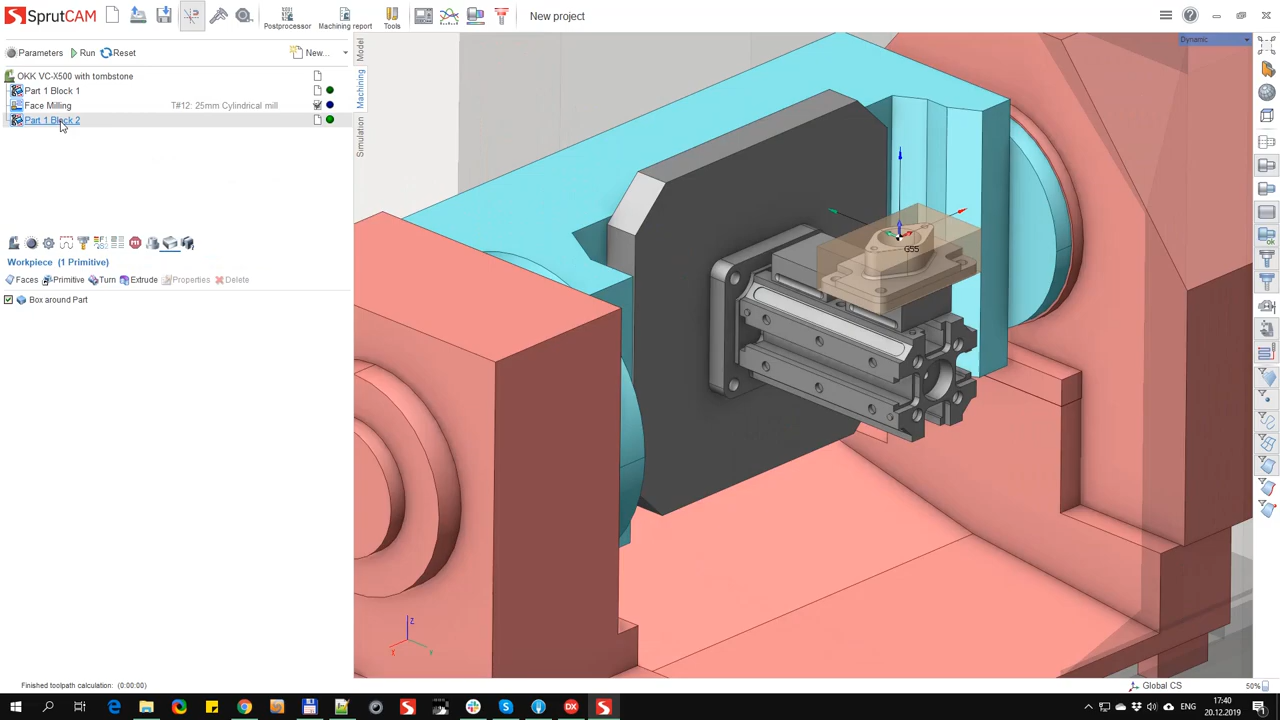 SprutCAM
Postprocessor
Machining report
Tools
New project
Parameters
Run
Reset
New...
Model
Machining
Simulation
Dynamic
OKK VC-X500 with tombstone
Part 1 Block 1
Face Milling
T#12: 25mm Cylindrical mill
Part 1 Block 2
Workpiece (1 Primitive)
Faces
Primitive
Turn
Extrude
Properties
Delete
Box around Part
G55
Z
X
Y
Finished toolpath calculation: (0:00:00)
Global CS
50%
ENG
17:40
20.12.2019